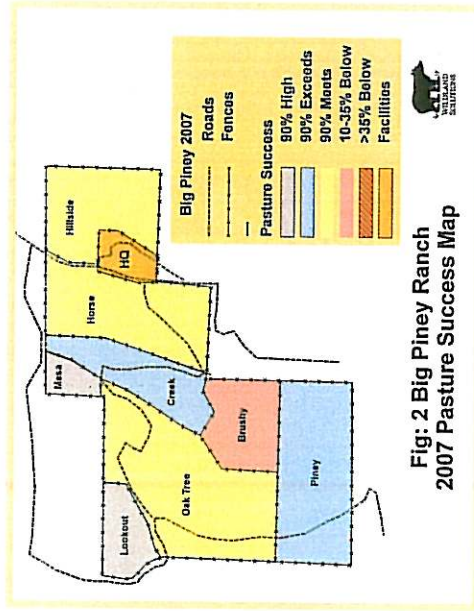 Lookout
Mesa
Oak Tree
Creek
Horse
Hillside
HQ
Brushy
Piney
Big Piney 2007
Roads
Fences
Pasture Success
90% High
90% Exceeds
90% Meets
10-35% Below
>35% Below
Facilities
WILDLAND
SOLUTIONS
Fig: 2 Big Piney Ranch
2007 Pasture Success Map